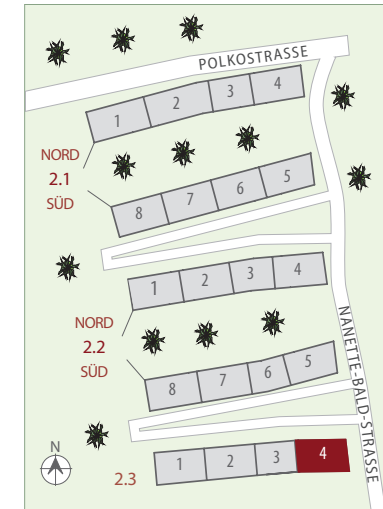 POLKOSTRASSE
1 2 3 4
NORD
2.1
SÜD
8 7 6 5
1 2 3 4
NORD
2.2
SÜD
8 7 6 5
NANETTE-BALD-STRASSE
N
2.3
1 2 3 4